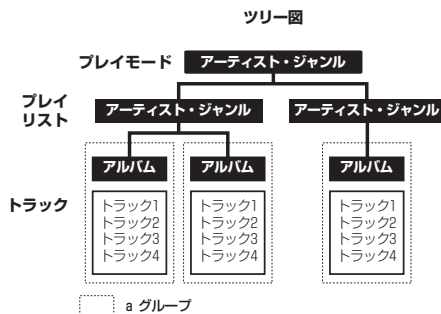 ツリー図
プレイモード
アーティスト・ジャンル
プレイ
リスト
アーティスト・ジャンル
アーティスト・ジャンル
アルバム
アルバム
アルバム
トラック
トラック1
トラック2
トラック3
トラック4
トラック1
トラック2
トラック3
トラック4
トラック1
トラック2
トラック3
トラック4
a グループ